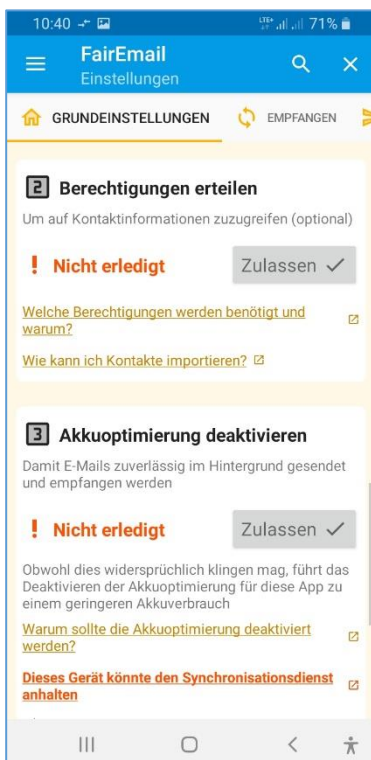 10:40
LTE+ 71%
FairEmail
Einstellungen
GRUNDEINSTELLUNGEN
EMPFANGEN
2 Berechtigungen erteilen
Um auf Kontaktinformationen zuzugreifen (optional)
! Nicht erledigt
Zulassen ✓
Welche Berechtigungen werden benötigt und
warum?
Wie kann ich Kontakte importieren?
3 Akkuoptimierung deaktivieren
Damit E-Mails zuverlässig im Hintergrund gesendet
und empfangen werden
! Nicht erledigt
Zulassen ✓
Obwohl dies widersprüchlich klingen mag, führt das
Deaktivieren der Akkuoptimierung für diese App zu
einem geringeren Akkuverbrauch
Warum sollte die Akkuoptimierung deaktiviert
werden?
Dieses Gerät könnte den Synchronisationsdienst
anhalten